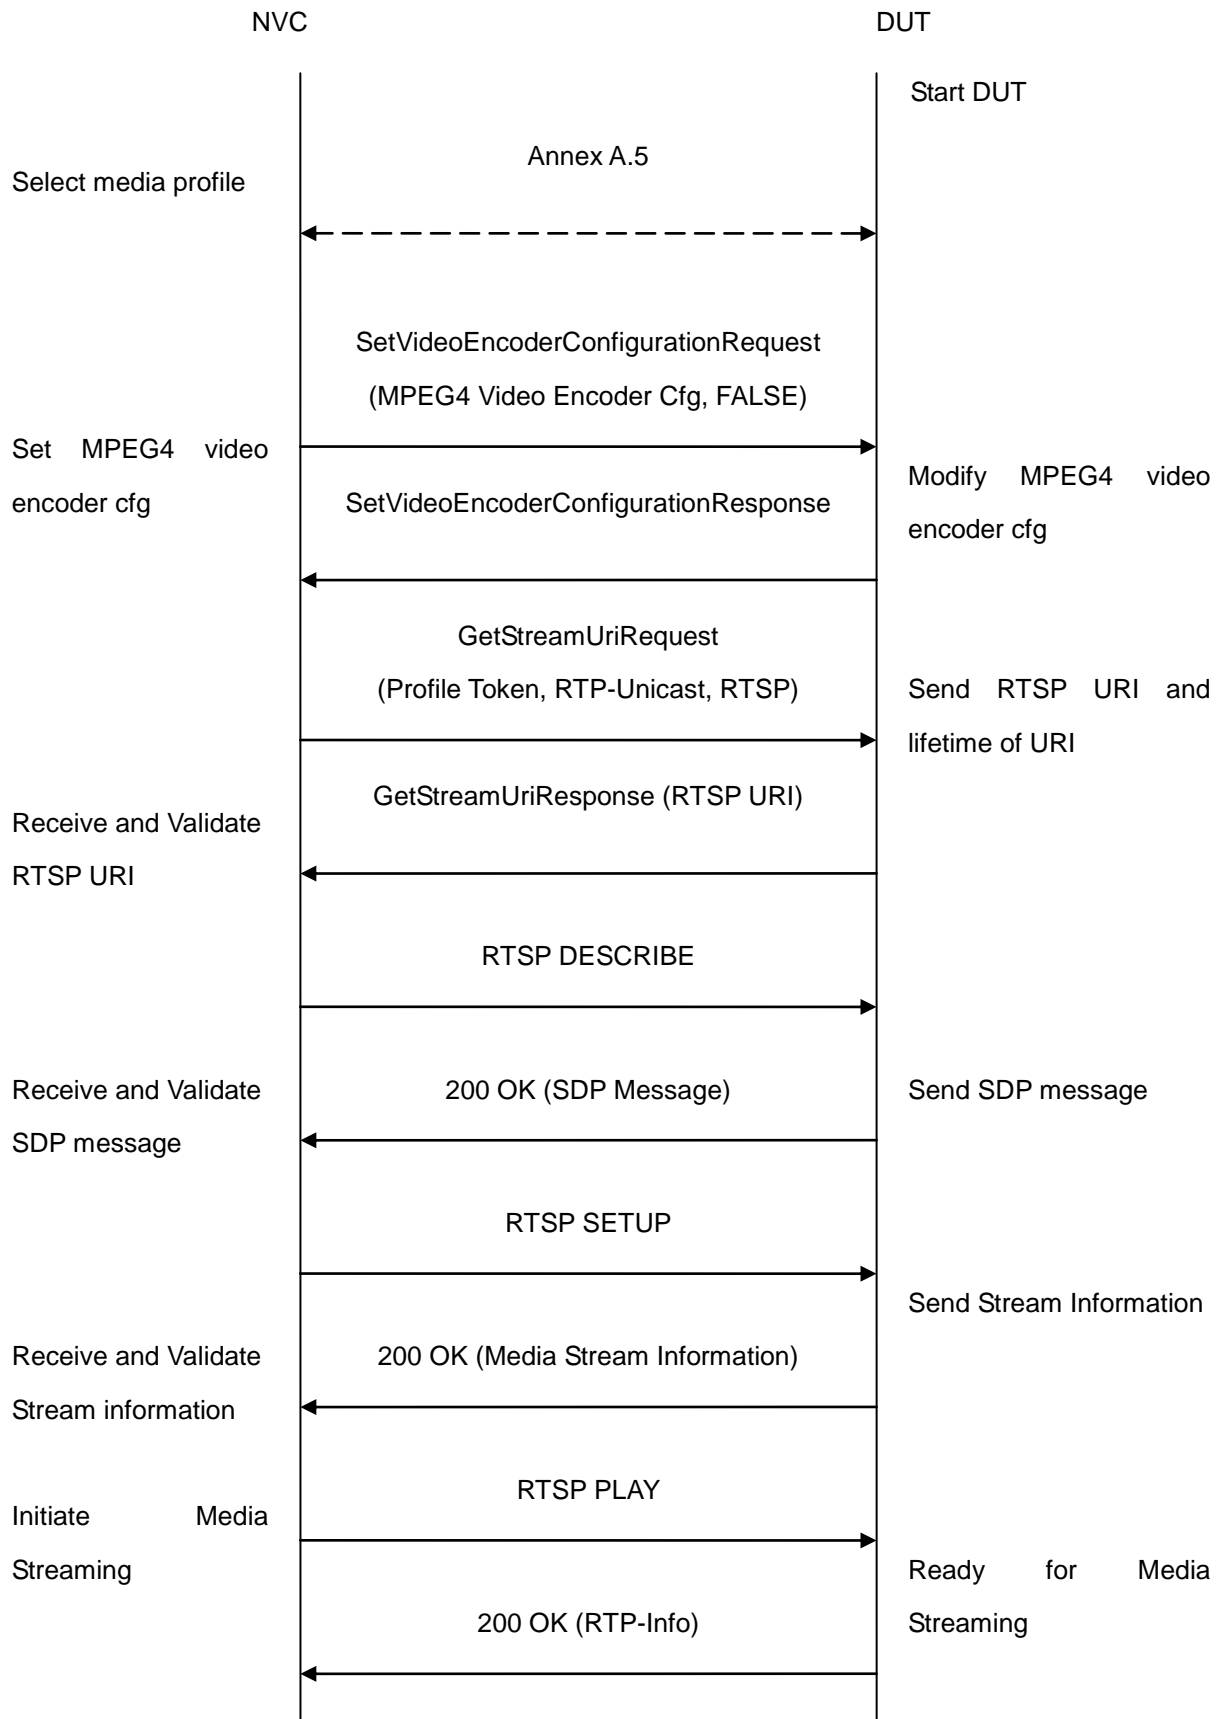 NVC
DUT
Start DUT
Annex A.5
Select media profile
SetVideoEncoderConfigurationRequest
(MPEG4 Video Encoder Cfg, FALSE)
Set MPEG4 video
encoder cfg
Modify MPEG4 video
encoder cfg
SetVideoEncoderConfigurationResponse
GetStreamUriRequest
(Profile Token, RTP-Unicast, RTSP)
Send RTSP URI and
lifetime of URI
GetStreamUriResponse (RTSP URI)
Receive and Validate
RTSP URI
RTSP DESCRIBE
Receive and Validate
SDP message
200 OK (SDP Message)
Send SDP message
RTSP SETUP
Send Stream Information
Receive and Validate
Stream information
200 OK (Media Stream Information)
RTSP PLAY
Initiate Media
Streaming
Ready for Media
Streaming
200 OK (RTP-Info)